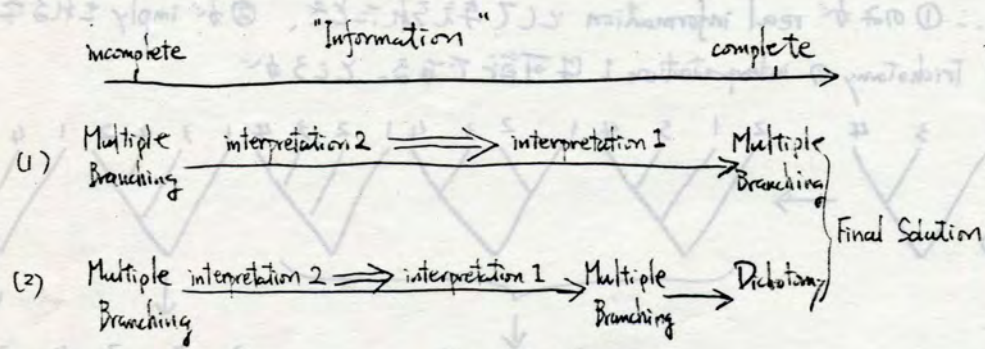 "Information"
incomplete complete
(1) Multiple Branching interpretation 2 interpretation 1 Multiple Branching
Final Solution
(2) Multiple Branching interpretation 2 interpretation 1 Multiple Branching Dichotomy